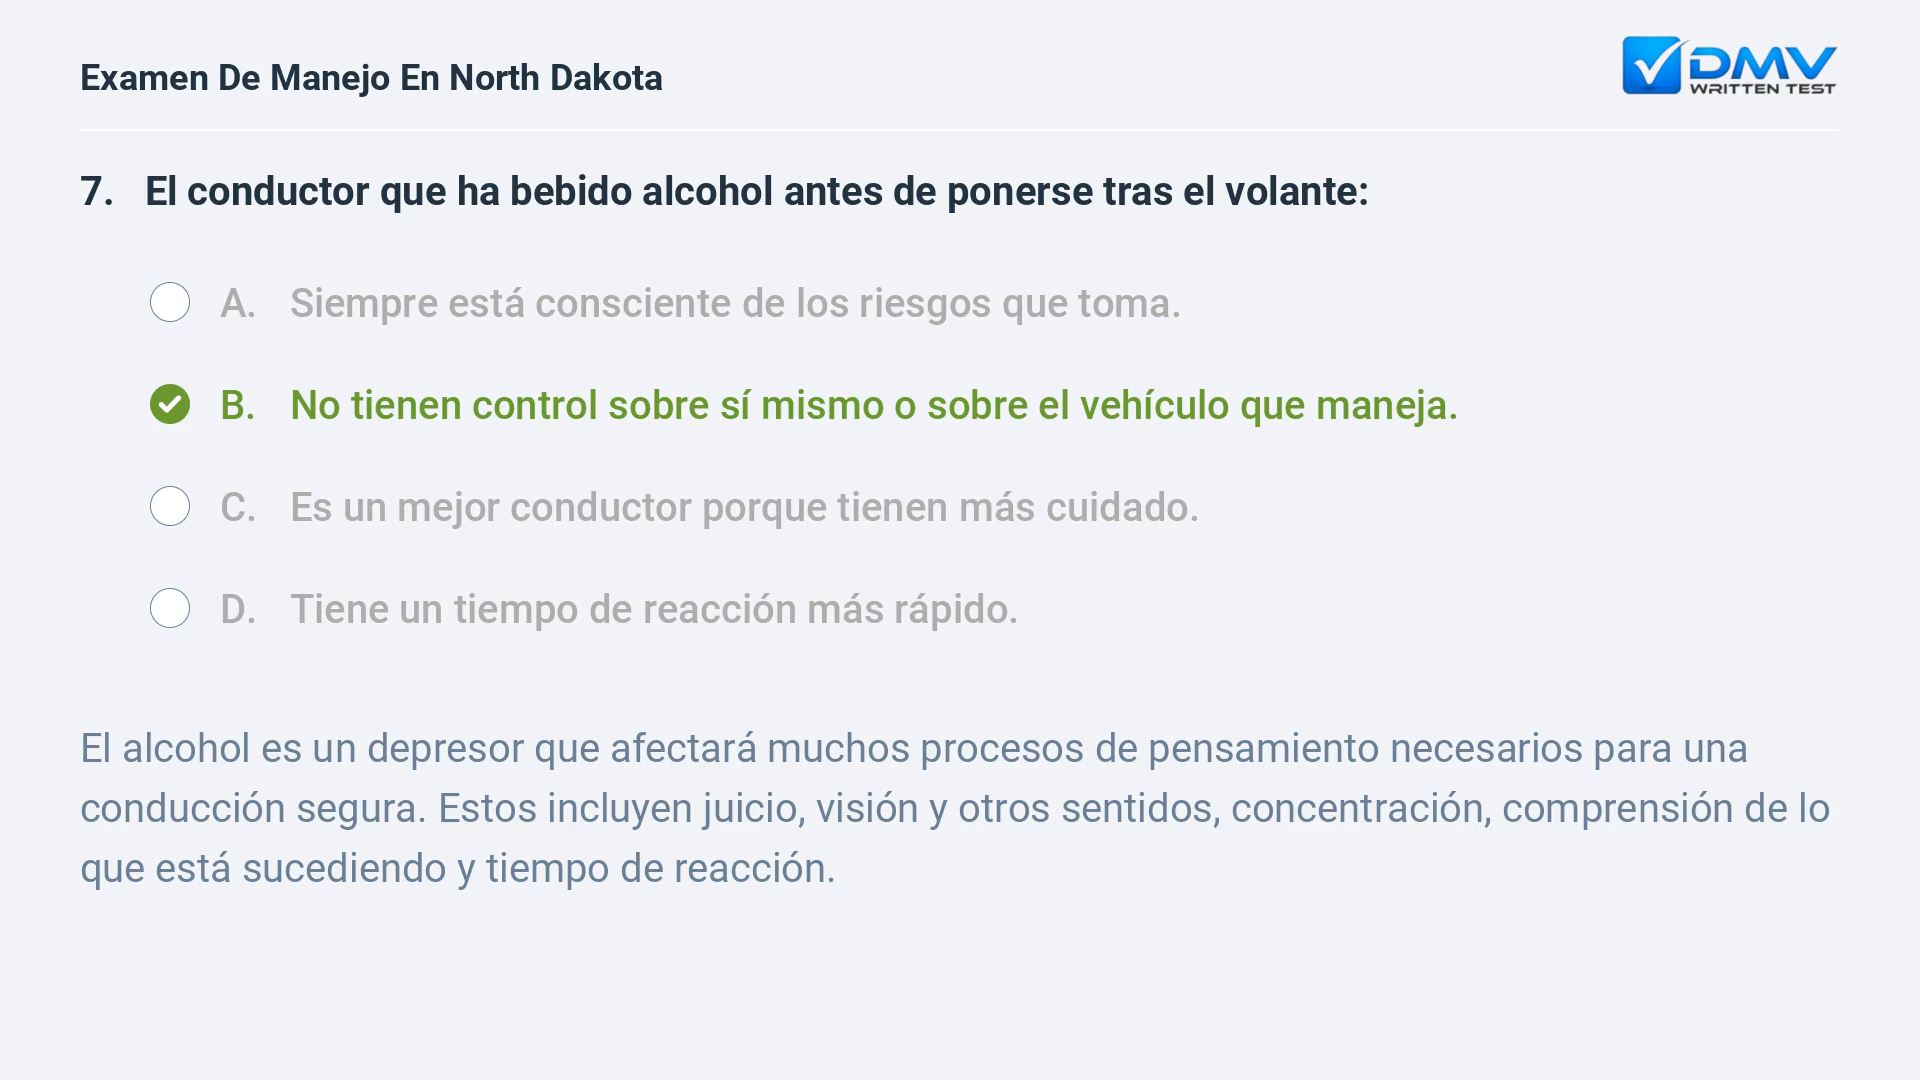 Examen De Manejo En North Dakota
DMV
WRITTEN TEST
7. El conductor que ha bebido alcohol antes de ponerse tras el volante:
A. Siempre está consciente de los riesgos que toma.
B. No tienen control sobre sí mismo o sobre el vehículo que maneja.
C. Es un mejor conductor porque tienen más cuidado.
D. Tiene un tiempo de reacción más rápido.
El alcohol es un depresor que afectará muchos procesos de pensamiento necesarios para una
conducción segura. Estos incluyen juicio, visión y otros sentidos, concentración, comprensión de lo
que está sucediendo y tiempo de reacción.